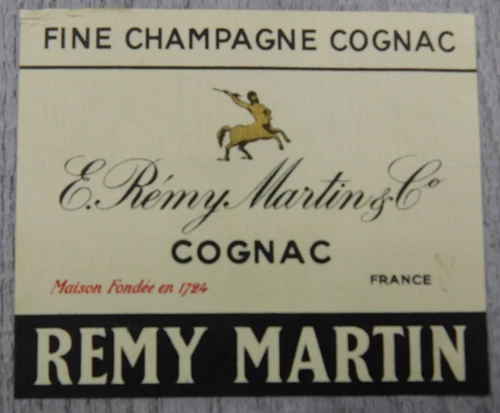 FINE CHAMPAGNE COGNAC
E. Rémy Martin & Co
COGNAC
Maison Fondée en 1724
FRANCE
REMY MARTIN